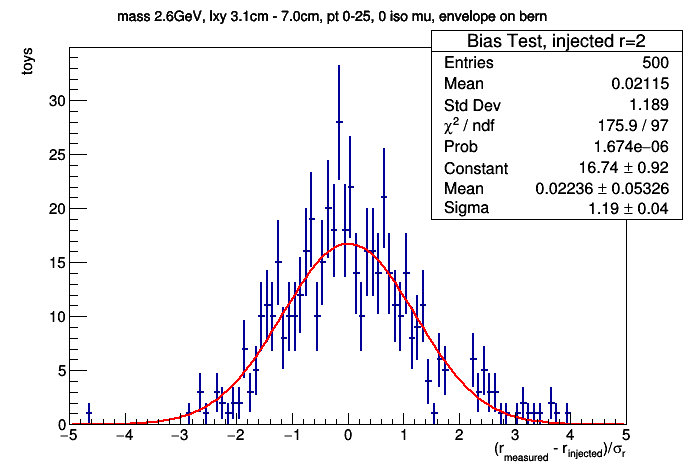 mass 2.6GeV, lxy 3.1cm - 7.0cm, pt 0-25, 0 iso mu, envelope on bern
Bias Test, injected r=2
Entries 500
Mean 0.02115
Std Dev 1.189
χ² / ndf 175.9 / 97
Prob 1.674e−06
Constant 16.74 ± 0.92
Mean 0.02236 ± 0.05326
Sigma 1.19 ± 0.04
toys
30
25
20
15
10
5
0
−5 −4 −3 −2 −1 0 1 2 3 4 5
(r_measured - r_injected)/σ_r